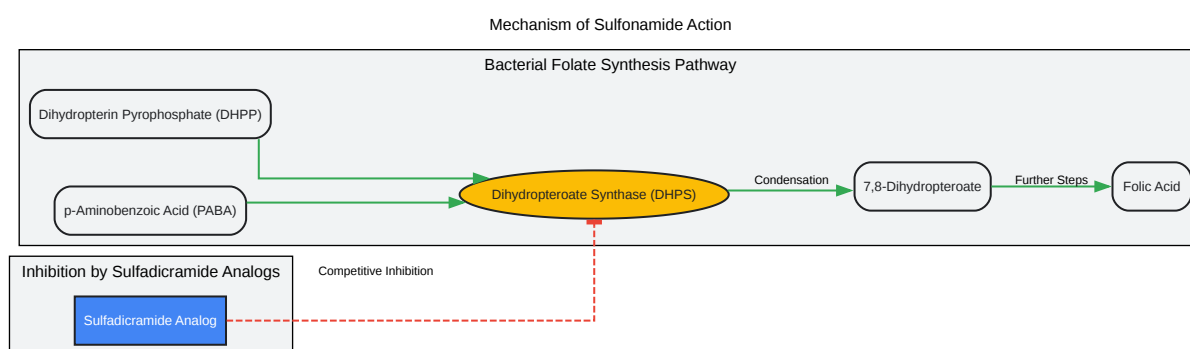 Mechanism of Sulfonamide Action
Bacterial Folate Synthesis Pathway
Dihydropterin Pyrophosphate (DHPP)
p-Aminobenzoic Acid (PABA)
Dihydropteroate Synthase (DHPS)
Condensation
7,8-Dihydropteroate
Further Steps
Folic Acid
Inhibition by Sulfadicramide Analogs
Competitive Inhibition
Sulfadicramide Analog